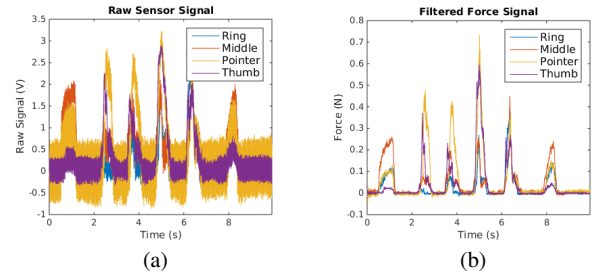 Raw Sensor Signal
3.5
3
2.5
2
1.5
1
0.5
0
-0.5
-1
Raw Signal (V)
0 2 4 6 8
Time (s)
Ring
Middle
Pointer
Thumb
(a)
Filtered Force Signal
0.8
0.7
0.6
0.5
0.4
0.3
0.2
0.1
0
-0.1
Force (N)
0 2 4 6 8
Time (s)
Ring
Middle
Pointer
Thumb
(b)